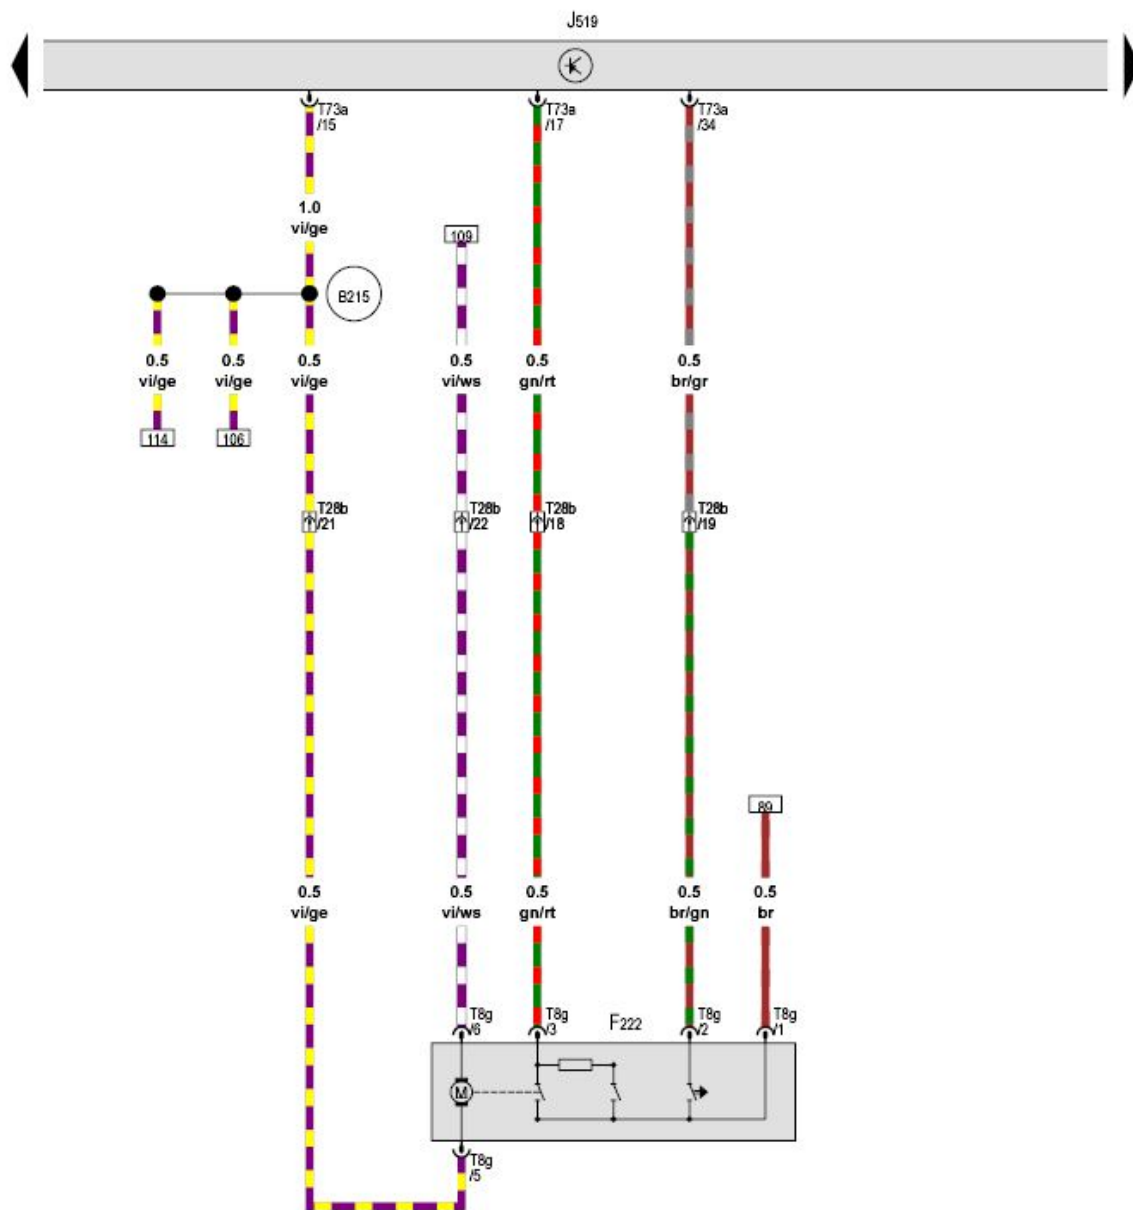 J519
T73a
/15
T73a
/17
T73a
/34
1.0
vi/ge
109
B215
0.5
vi/ge
0.5
vi/ge
0.5
vi/ge
0.5
vi/ws
0.5
gn/rt
0.5
br/gr
114
106
T28b
/21
T28b
/22
T28b
/18
T28b
/19
89
0.5
vi/ge
0.5
vi/ws
0.5
gn/rt
0.5
br/gn
0.5
br
T8g
/6
T8g
/3
F222
T8g
/2
T8g
/1
M
T8g
/5